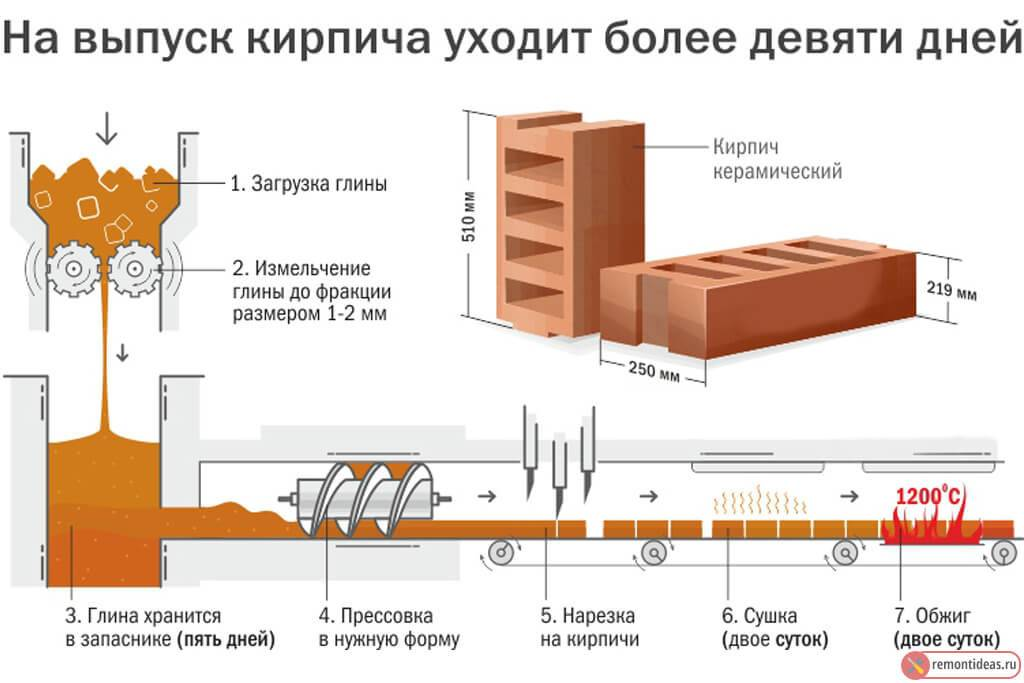 На выпуск кирпича уходит более девяти дней
1. Загрузка глины
2. Измельчение
глины до фракции
размером 1-2 мм
510 мм
Кирпич
керамический
219 мм
250 мм
1200°C
3. Глина хранится
в запаснике (пять дней)
4. Прессовка
в нужную форму
5. Нарезка
на кирпичи
6. Сушка
(двое суток)
7. Обжиг
(двое суток)
remontideas.ru